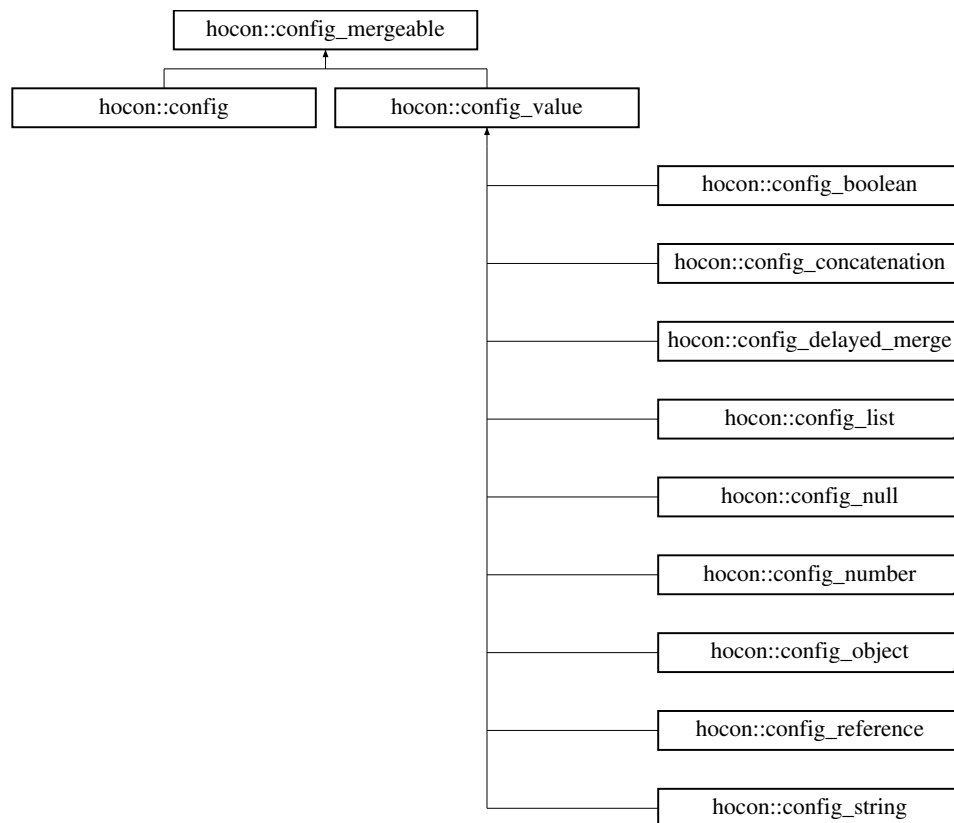 hocon::config_mergeable
hocon::config
hocon::config_value
hocon::config_boolean
hocon::config_concatenation
hocon::config_delayed_merge
hocon::config_list
hocon::config_null
hocon::config_number
hocon::config_object
hocon::config_reference
hocon::config_string